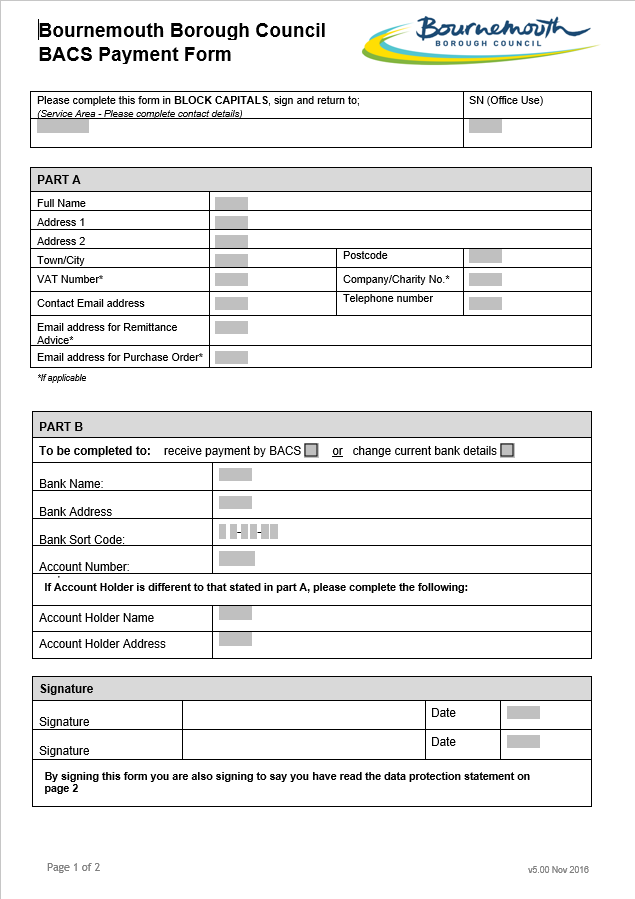 Bournemouth Borough Council
BACS Payment Form
Bournemouth
BOROUGH COUNCIL
Please complete this form in BLOCK CAPITALS, sign and return to;
(Service Area - Please complete contact details)
SN (Office Use)
PART A
Full Name
Address 1
Address 2
Town/City
Postcode
VAT Number*
Company/Charity No.*
Contact Email address
Telephone number
Email address for Remittance
Advice*
Email address for Purchase Order*
*If applicable
PART B
To be completed to: receive payment by BACS or change current bank details
Bank Name:
Bank Address
Bank Sort Code:
Account Number:
If Account Holder is different to that stated in part A, please complete the following:
Account Holder Name
Account Holder Address
Signature
Signature
Date
Signature
Date
By signing this form you are also signing to say you have read the data protection statement on
page 2
Page 1 of 2
v5.00 Nov 2016